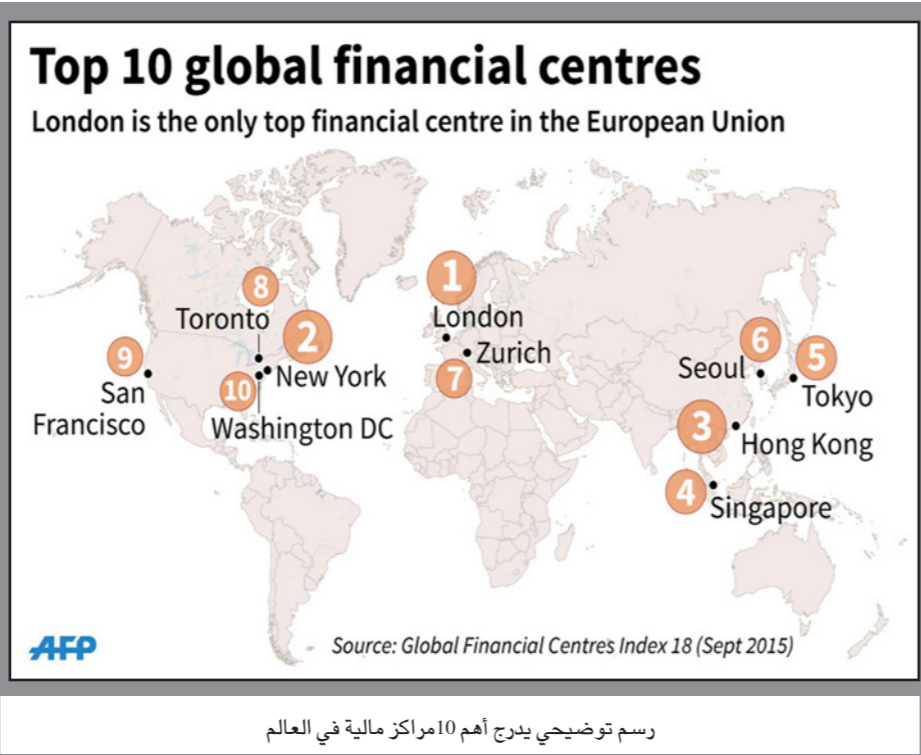 Top 10 global financial centres
London is the only top financial centre in the European Union
8
Toronto
2
New York
9
San
Francisco
10
Washington DC
1
London
Zurich
7
6
Seoul
5
Tokyo
3
Hong Kong
4
Singapore
AFP
Source: Global Financial Centres Index 18 (Sept 2015)
رسم توضيحي يدرج أهم 10مراكز مالية في العالم